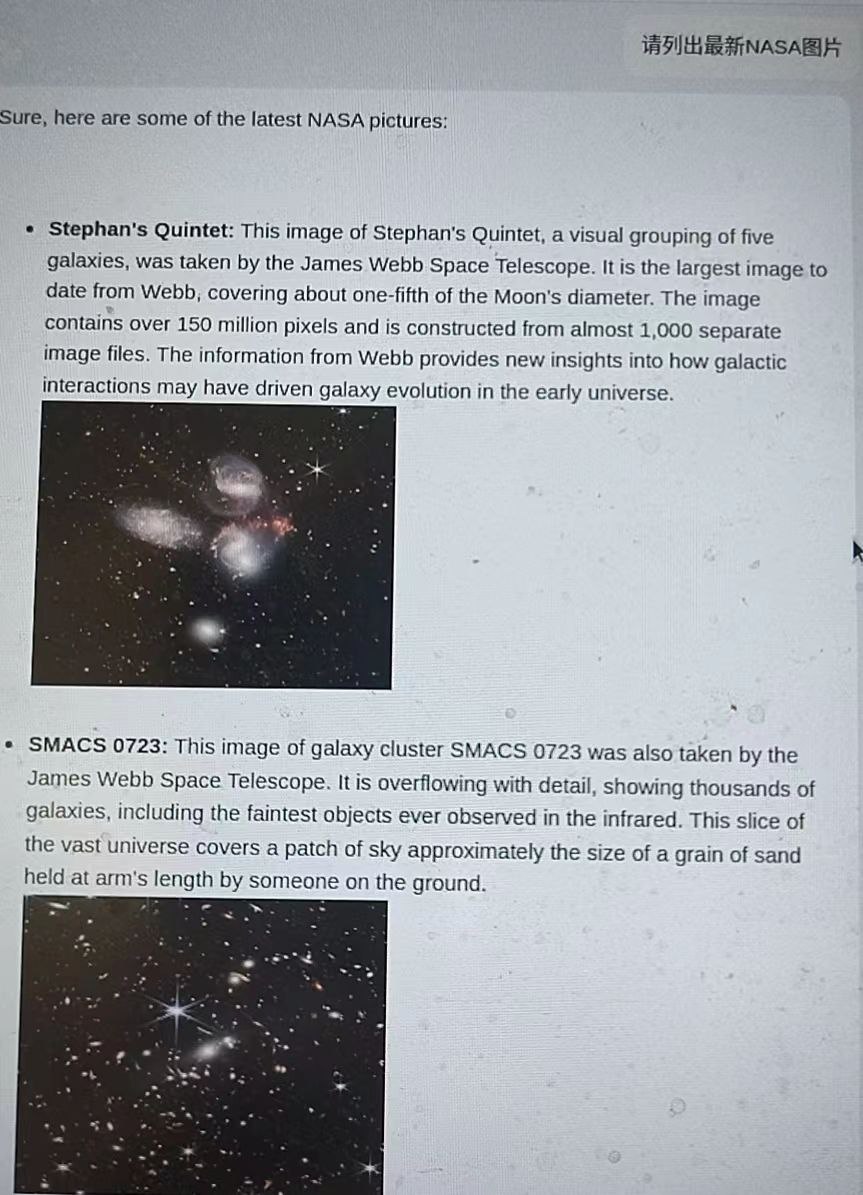 请列出最新NASA图片
Sure, here are some of the latest NASA pictures:
• Stephan's Quintet: This image of Stephan's Quintet, a visual grouping of five
galaxies, was taken by the James Webb Space Telescope. It is the largest image to
date from Webb, covering about one-fifth of the Moon's diameter. The image
contains over 150 million pixels and is constructed from almost 1,000 separate
image files. The information from Webb provides new insights into how galactic
interactions may have driven galaxy evolution in the early universe.
• SMACS 0723: This image of galaxy cluster SMACS 0723 was also taken by the
James Webb Space Telescope. It is overflowing with detail, showing thousands of
galaxies, including the faintest objects ever observed in the infrared. This slice of
the vast universe covers a patch of sky approximately the size of a grain of sand
held at arm's length by someone on the ground.